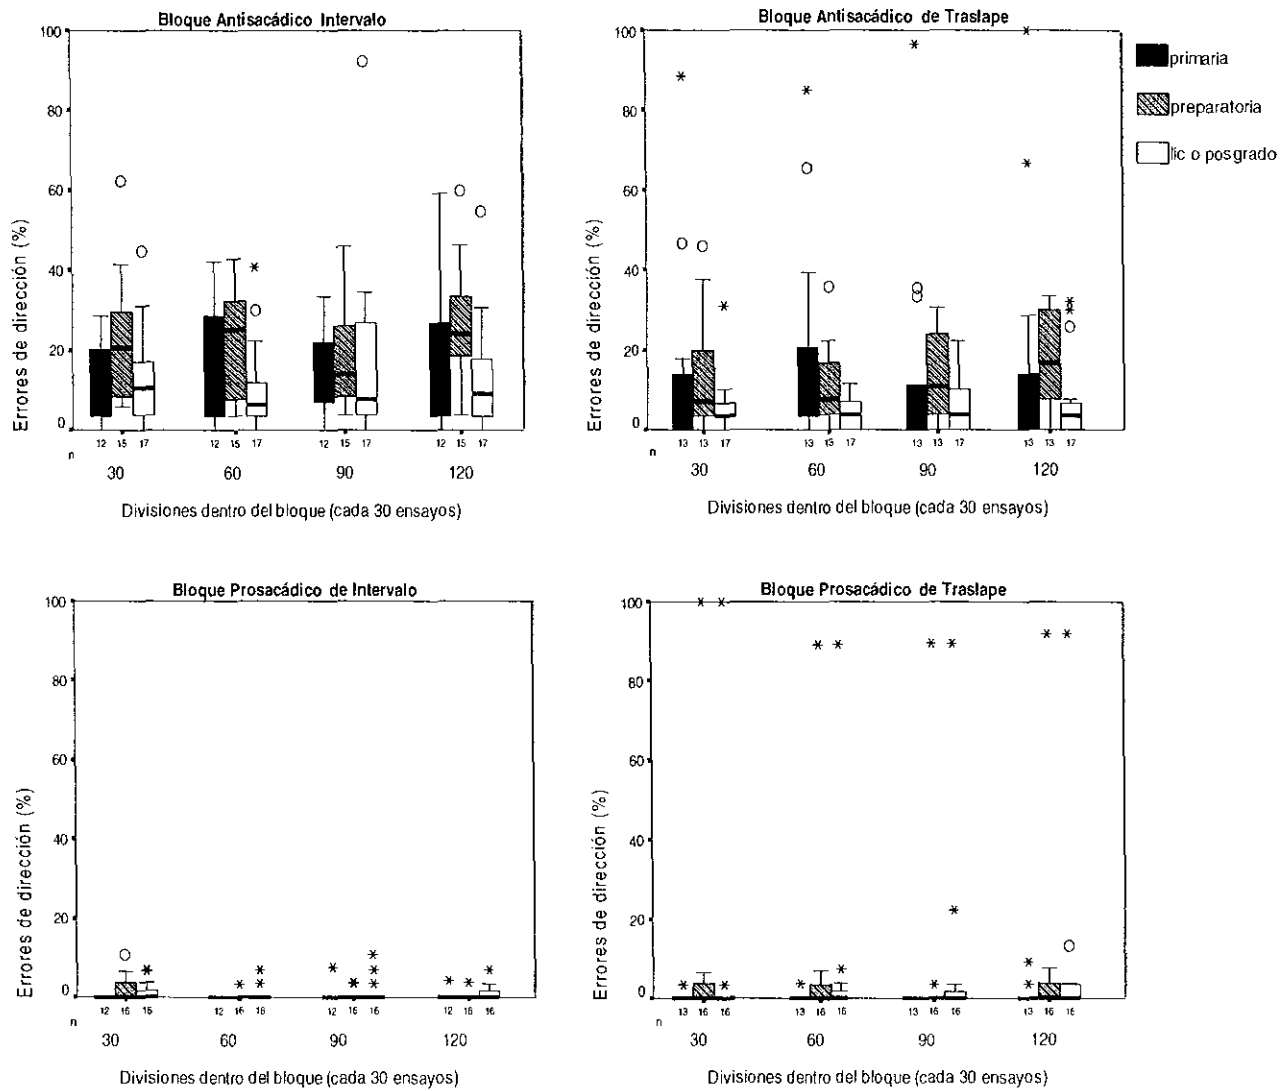 Bloque Antisacádico Intervalo
100
80
60
40
20
0
Errores de dirección (%)
n
12 15 17
12 15 17
12 15 17
12 15 17
30 60 90 120
Divisiones dentro del bloque (cada 30 ensayos)
Bloque Antisacádico de Traslape
100
80
60
40
20
0
Errores de dirección (%)
n
13 13 17
13 13 17
13 13 17
13 13 17
30 60 90 120
Divisiones dentro del bloque (cada 30 ensayos)
primaria
preparatoria
lic o posgrado
Bloque Prosacádico de Intervalo
100
80
60
40
20
0
Errores de dirección (%)
n
12 16 16
12 16 16
12 16 16
12 16 16
30 60 90 120
Divisiones dentro del bloque (cada 30 ensayos)
Bloque Prosacádico de Traslape
100
80
60
40
20
0
Errores de dirección (%)
n
13 16 16
13 16 16
13 16 16
13 16 16
30 60 90 120
Divisiones dentro del bloque (cada 30 ensayos)